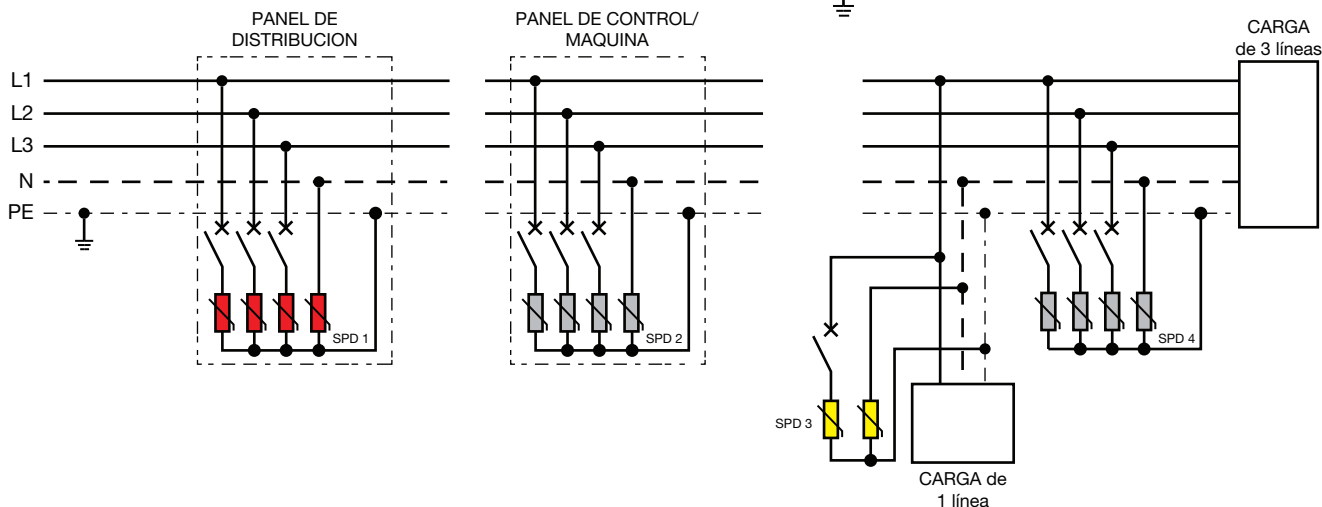 PANEL DE
DISTRIBUCION
PANEL DE CONTROL/
MAQUINA
CARGA
de 3 líneas
L1
L2
L3
N
PE
SPD 1
SPD 2
SPD 4
SPD 3
CARGA de
1 línea